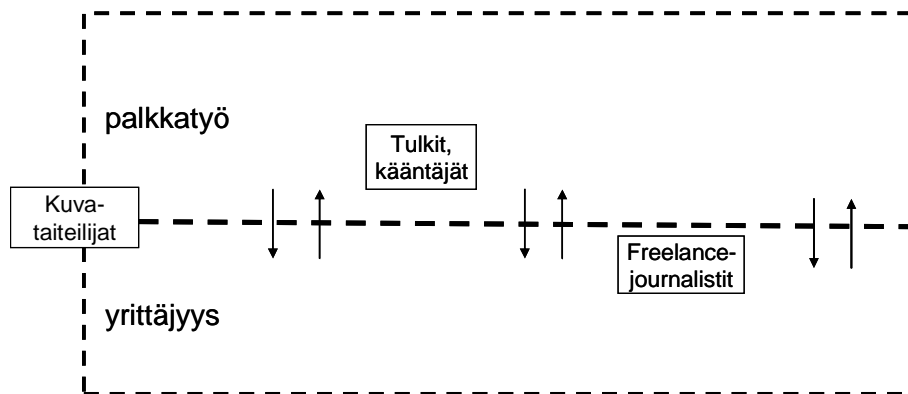 palkkatyö
Tulkit,
kääntäjät
Kuva-
taiteilijat
Freelance-
journalistit
yrittäjyys